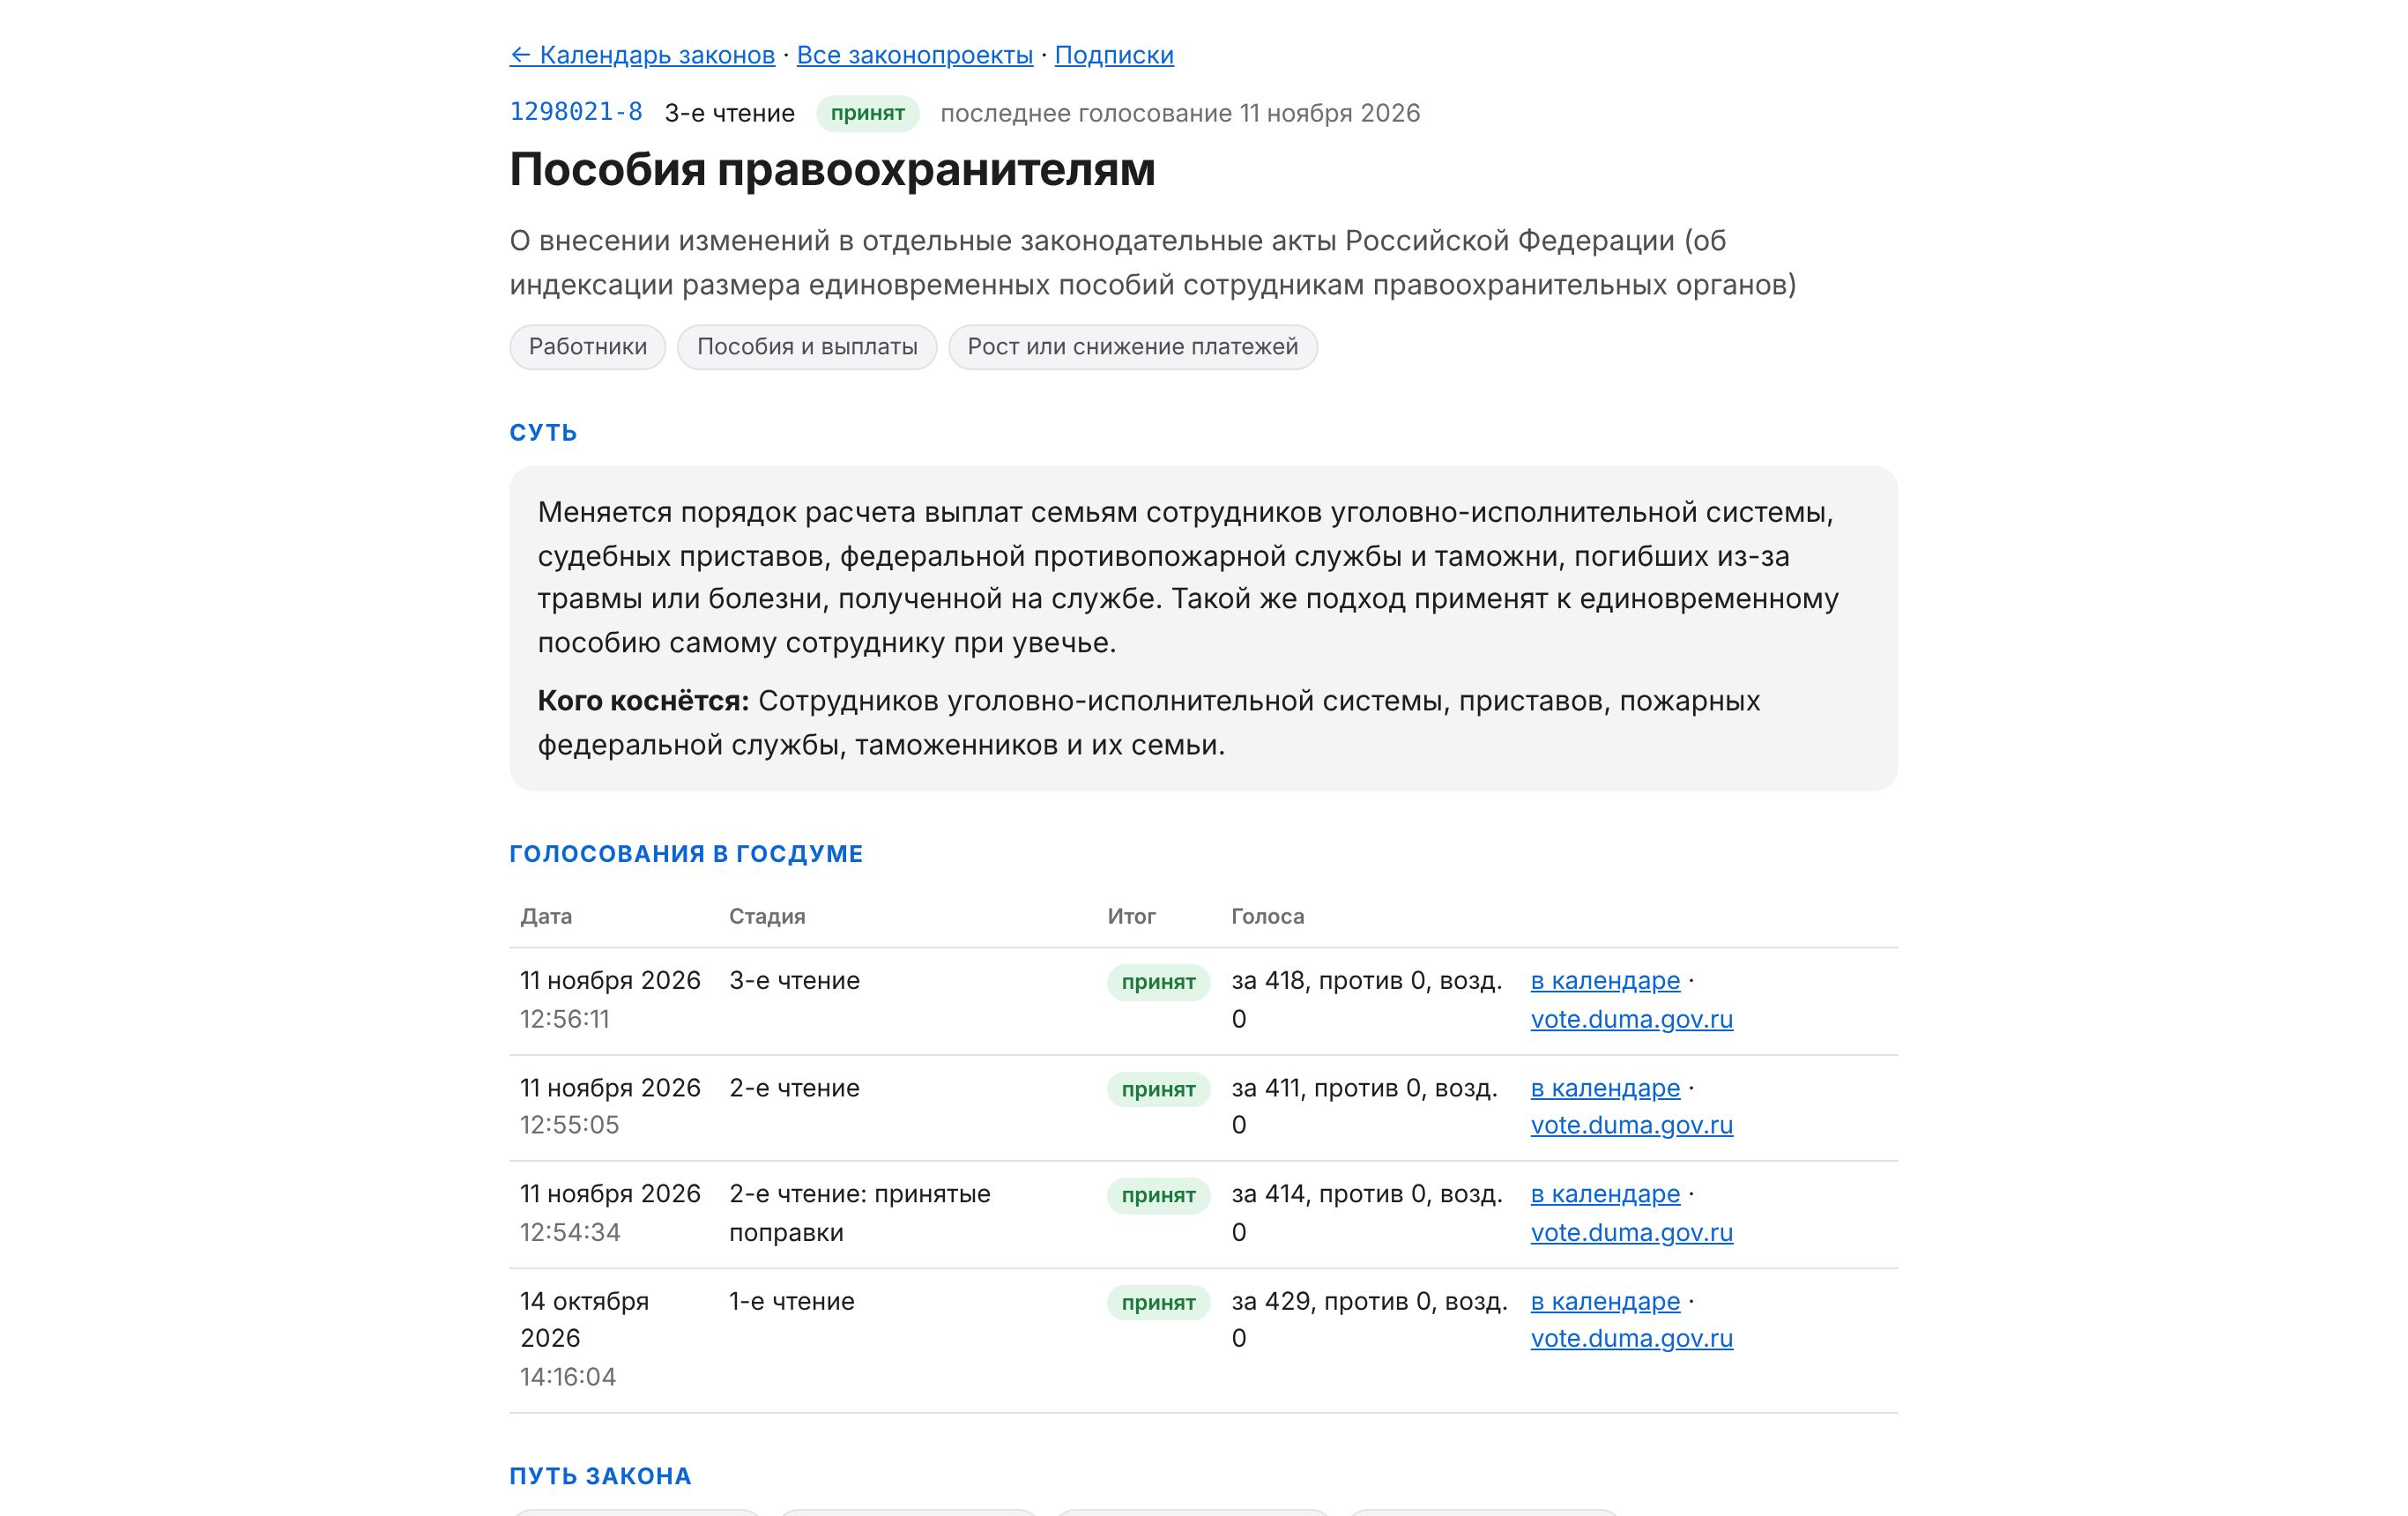 ← Календарь законов · Все законопроекты · Подписки
1298021-8 3-е чтение принят последнее голосование 11 ноября 2026
Пособия правоохранителям
О внесении изменений в отдельные законодательные акты Российской Федерации (об
индексации размера единовременных пособий сотрудникам правоохранительных органов)
Работники Пособия и выплаты Рост или снижение платежей
СУТЬ
Меняется порядок расчета выплат семьям сотрудников уголовно-исполнительной системы,
судебных приставов, федеральной противопожарной службы и таможни, погибших из-за
травмы или болезни, полученной на службе. Такой же подход применят к единовременному
пособию самому сотруднику при увечье.
Кого коснётся: Сотрудников уголовно-исполнительной системы, приставов, пожарных
федеральной службы, таможенников и их семьи.
ГОЛОСОВАНИЯ В ГОСДУМЕ
Дата Стадия Итог Голоса
11 ноября 2026 3-е чтение принят за 418, против 0, возд. в календаре ·
12:56:11 0 vote.duma.gov.ru
11 ноября 2026 2-е чтение принят за 411, против 0, возд. в календаре ·
12:55:05 0 vote.duma.gov.ru
11 ноября 2026 2-е чтение: принятые принят за 414, против 0, возд. в календаре ·
12:54:34 поправки 0 vote.duma.gov.ru
14 октября 1-е чтение принят за 429, против 0, возд. в календаре ·
2026 0 vote.duma.gov.ru
14:16:04
ПУТЬ ЗАКОНА